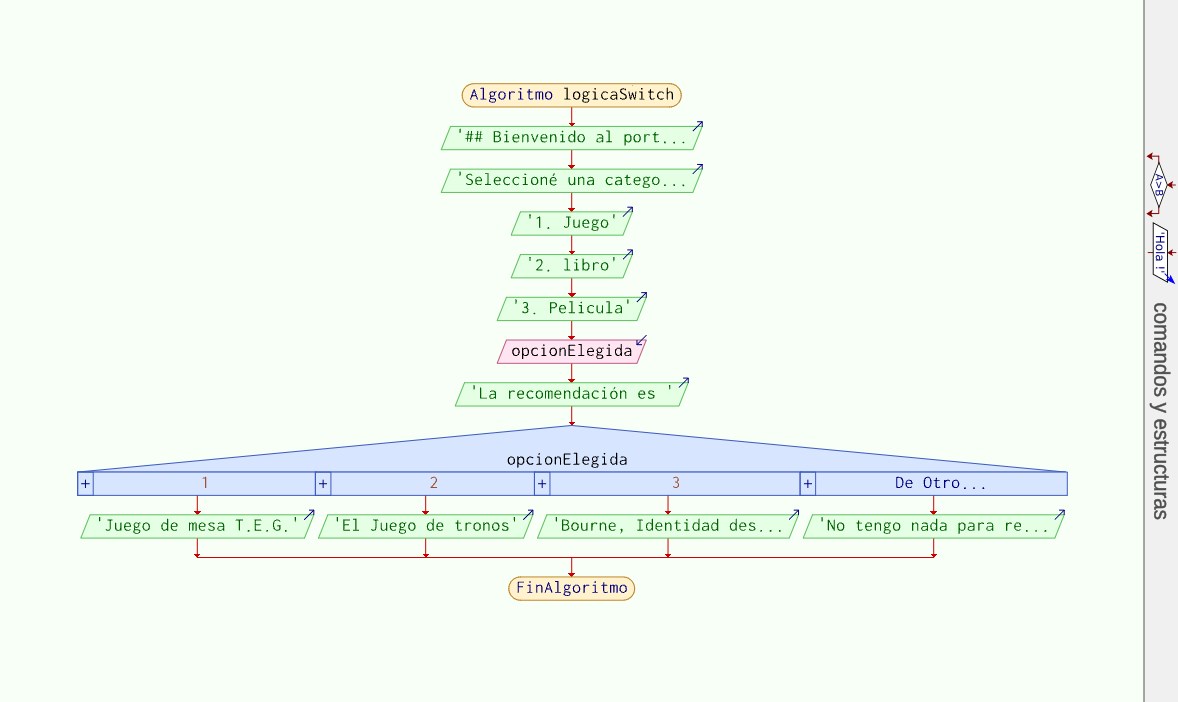 Algoritmo logicaSwitch
'## Bienvenido al port...
'Seleccioné una catego...
'1. Juego'
'2. libro'
'3. Pelicula'
opcionElegida
'La recomendación es '
opcionElegida
+ 1 + 2 + 3 + De Otro...
'Juego de mesa T.E.G.' 'El Juego de tronos' 'Bourne, Identidad des... 'No tengo nada para re...
FinAlgoritmo
A>B
'Hola !'
comandos y estructuras